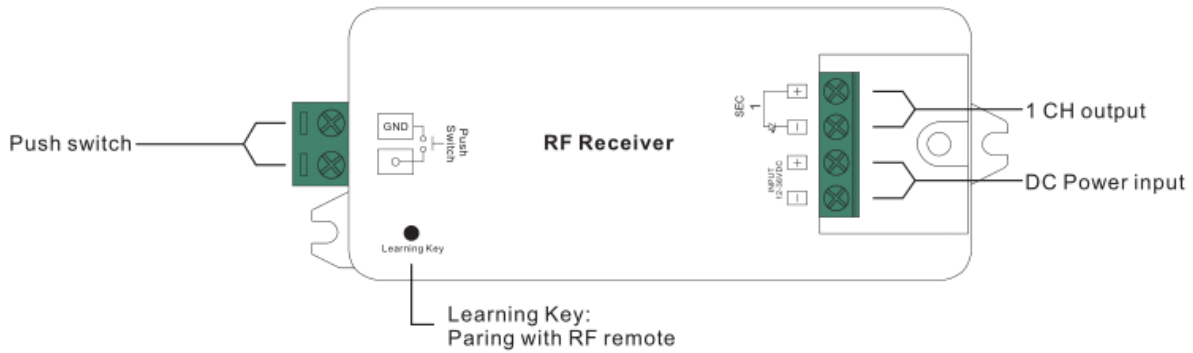 Push switch
GND
Push
Switch
Learning Key
Learning Key:
Paring with RF remote
RF Receiver
SEC
1
+
−
INPUT
12-36VDC
+
−
1 CH output
DC Power input